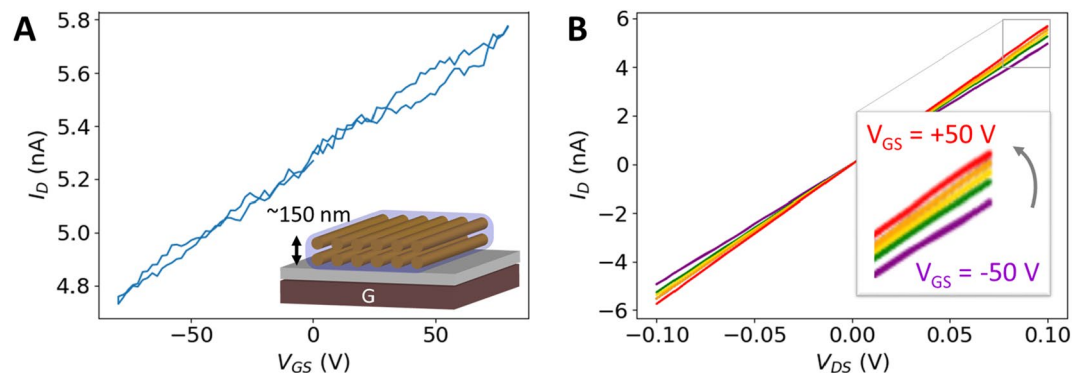 A
5.8
5.6
5.4
5.2
5.0
4.8
I_D (nA)
−50
0
50
V_GS (V)
~150 nm
G
B
6
4
2
0
−2
−4
−6
I_D (nA)
−0.10
−0.05
0.00
0.05
0.10
V_DS (V)
V_GS = +50 V
V_GS = -50 V